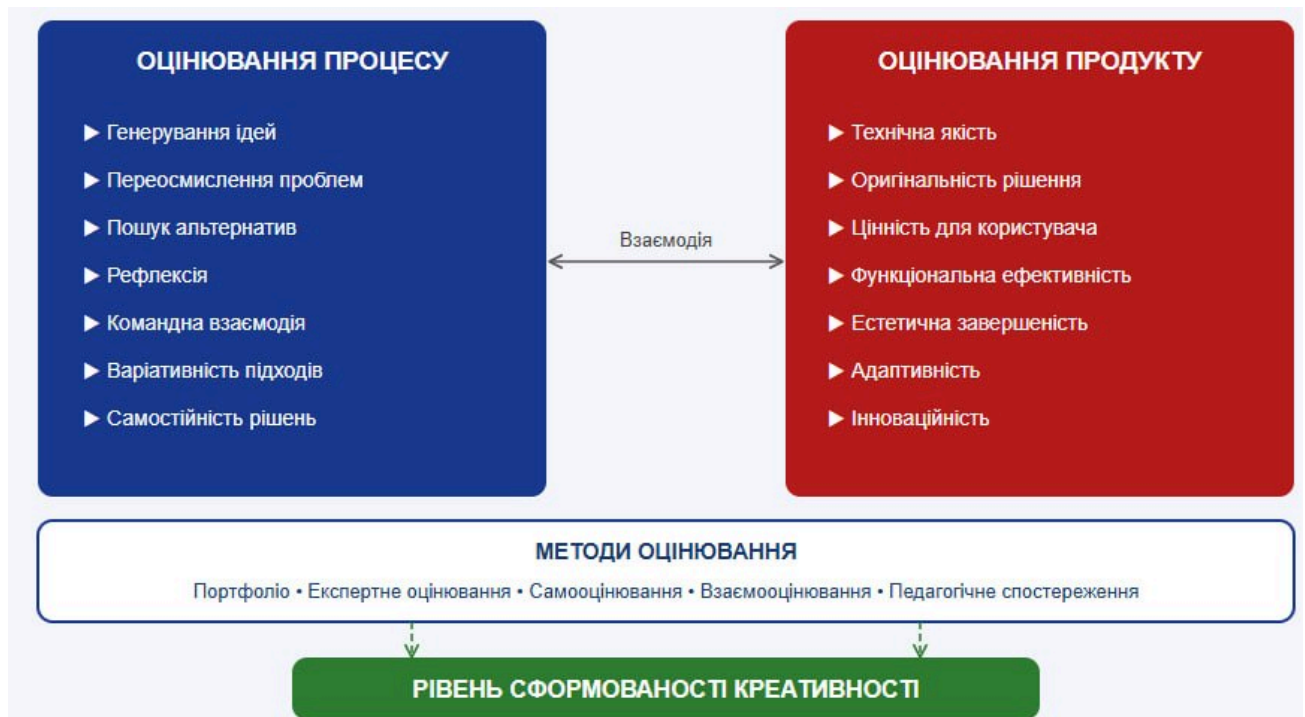 ОЦІНЮВАННЯ ПРОЦЕСУ
▶ Генерування ідей
▶ Переосмислення проблем
▶ Пошук альтернатив
▶ Рефлексія
▶ Командна взаємодія
▶ Варіативність підходів
▶ Самостійність рішень
Взаємодія
ОЦІНЮВАННЯ ПРОДУКТУ
▶ Технічна якість
▶ Оригінальність рішення
▶ Цінність для користувача
▶ Функціональна ефективність
▶ Естетична завершеність
▶ Адаптивність
▶ Інноваційність
МЕТОДИ ОЦІНЮВАННЯ
Портфоліо • Експертне оцінювання • Самооцінювання • Взаємооцінювання • Педагогічне спостереження
РІВЕНЬ СФОРМОВАНОСТІ КРЕАТИВНОСТІ